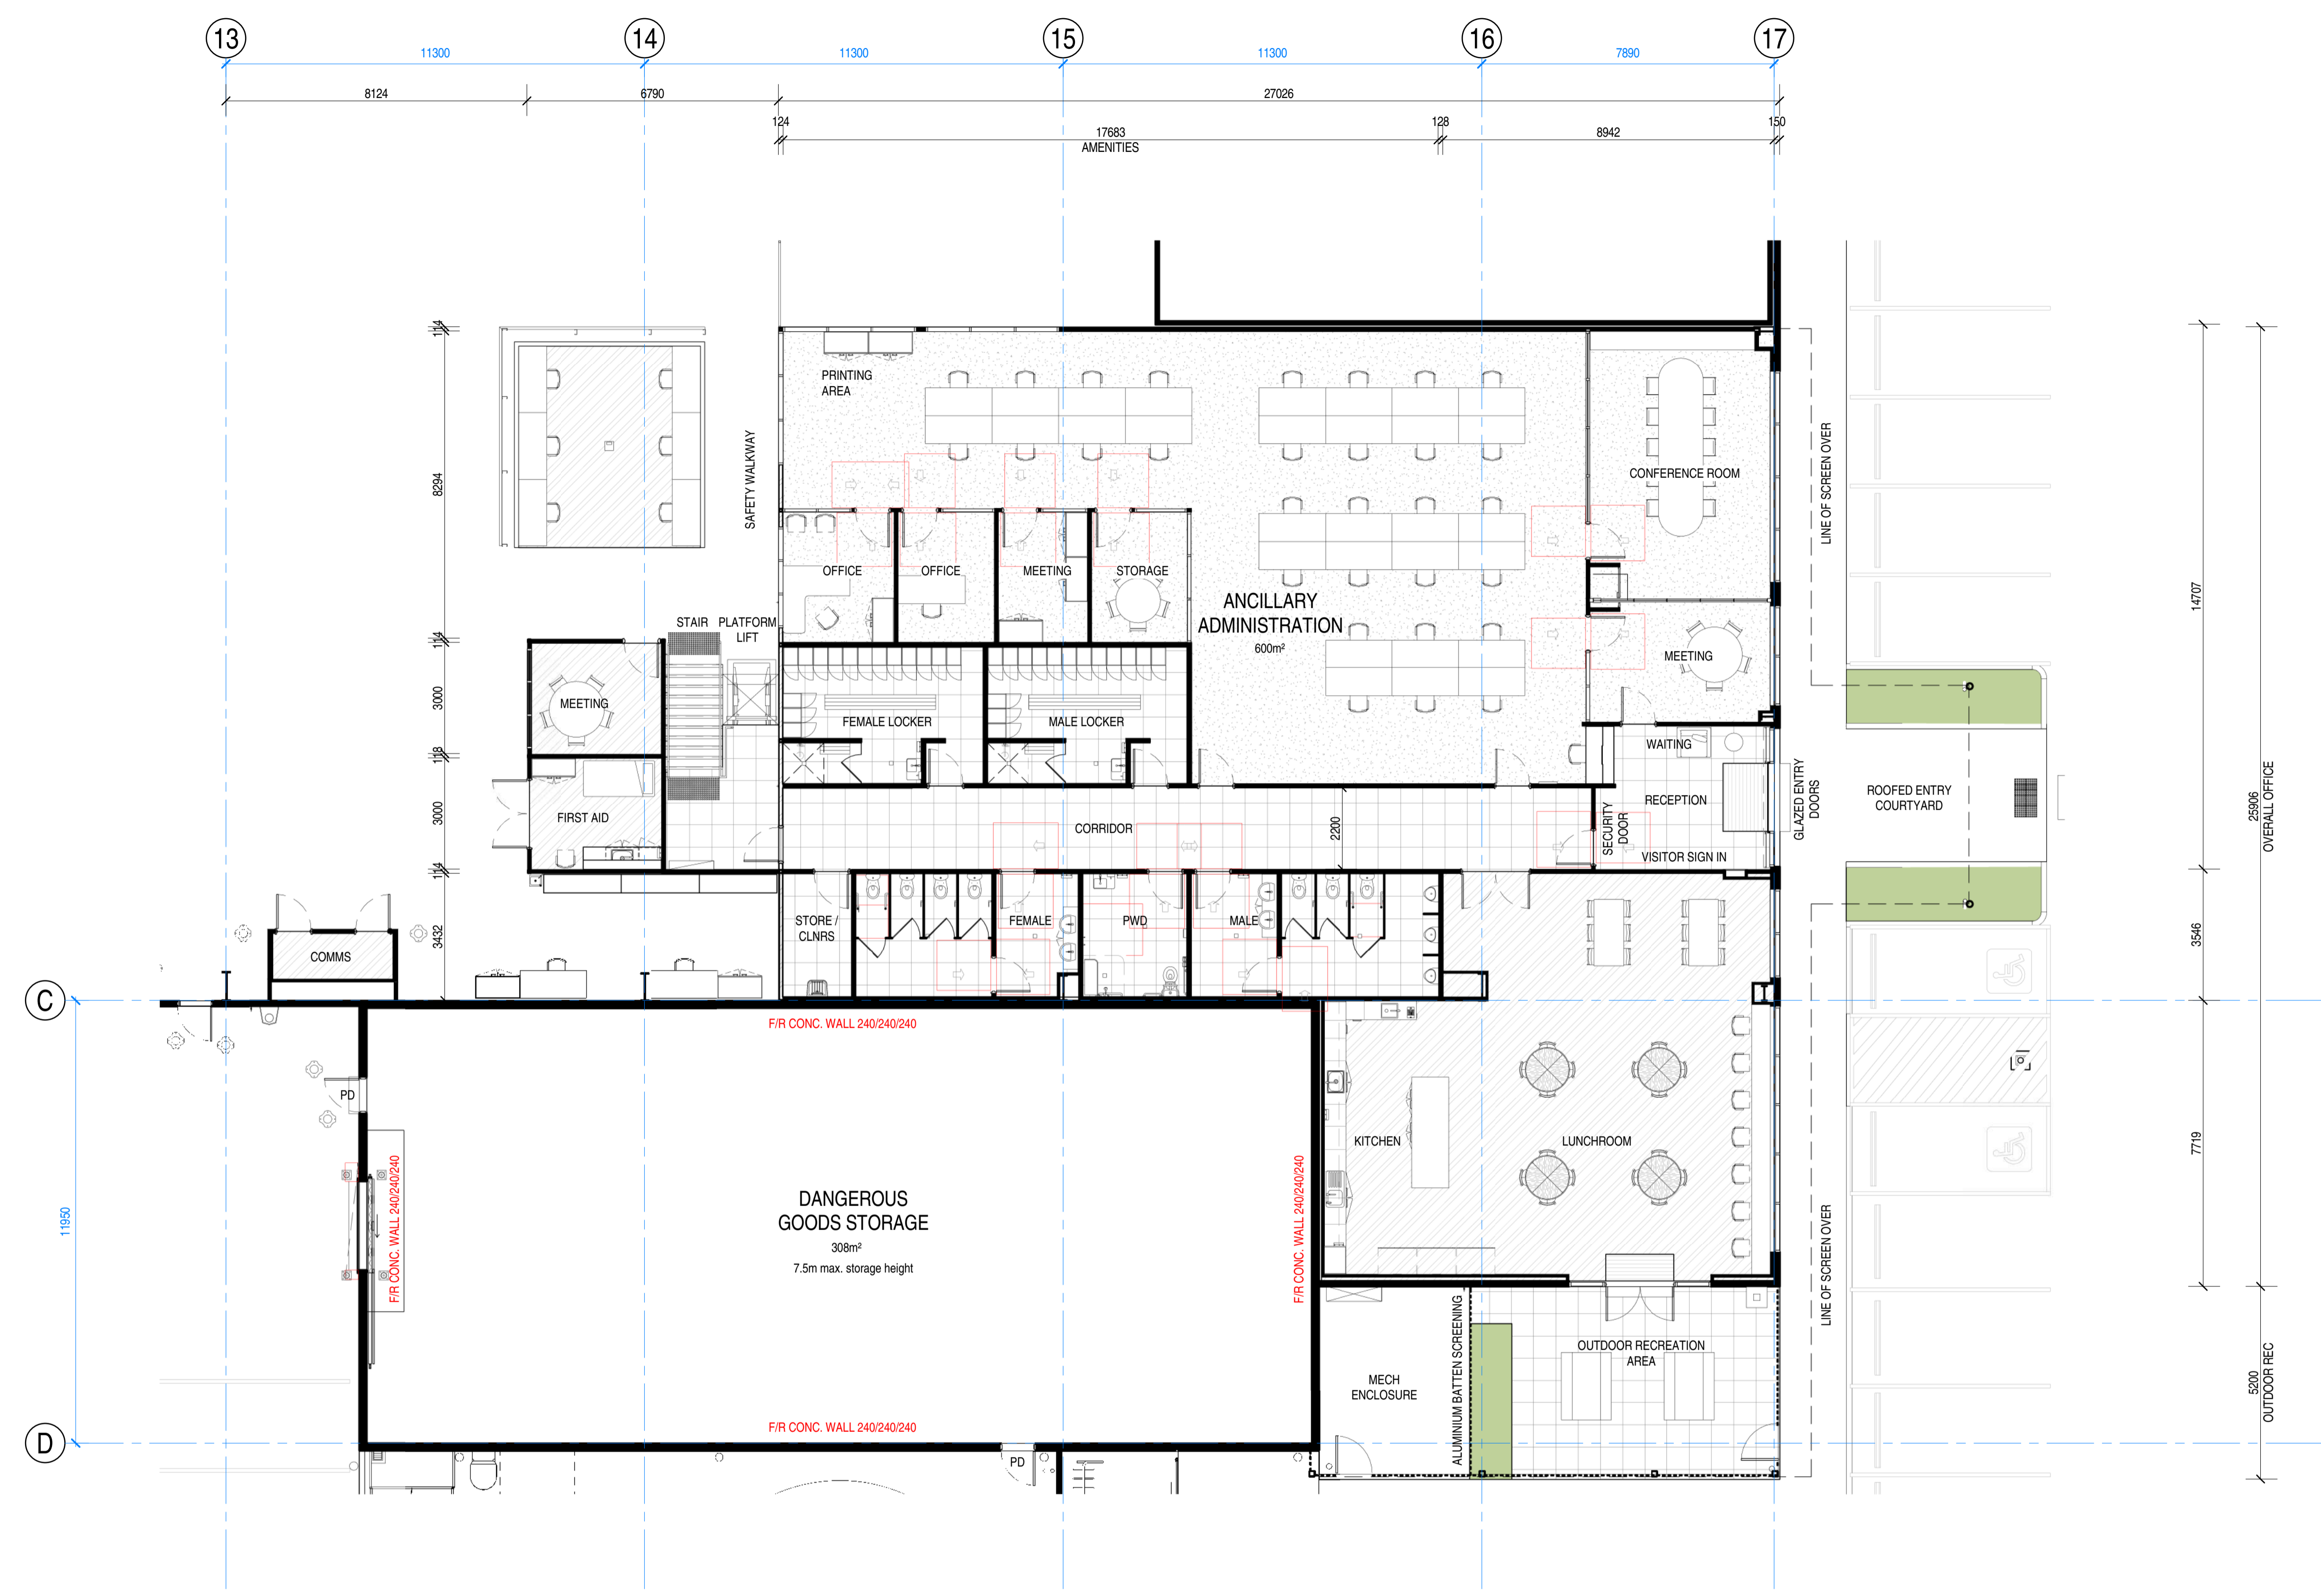 13
14
15
16
17
11300
11300
11300
7890
8124
6790
27026
124
17683
AMENITIES
128
8942
150
114
8294
114
3000
118
3000
114
3432
SAFETY WALKWAY
PRINTING
AREA
CONFERENCE ROOM
LINE OF SCREEN OVER
OFFICE
OFFICE
MEETING
STORAGE
ANCILLARY
ADMINISTRATION
600m²
STAIR
PLATFORM
LIFT
MEETING
MEETING
FEMALE LOCKER
MALE LOCKER
WAITING
RECEPTION
GLAZED ENTRY
DOORS
ROOFED ENTRY
COURTYARD
14707
25906
OVERALL OFFICE
FIRST AID
CORRIDOR
2200
SECURITY
DOOR
VISITOR SIGN IN
STORE /
CLNRS
FEMALE
PWD
MALE
COMMS
3546
C
F/R CONC. WALL 240/240/240
PD
F/R CONC. WALL 240/240/240
F/R CONC. WALL 240/240/240
KITCHEN
LUNCHROOM
7719
11950
DANGEROUS
GOODS STORAGE
308m²
7.5m max. storage height
LINE OF SCREEN OVER
MECH
ENCLOSURE
ALUMINIUM BATTEN SCREENING
OUTDOOR RECREATION
AREA
5200
OUTDOOR REC
F/R CONC. WALL 240/240/240
D
PD